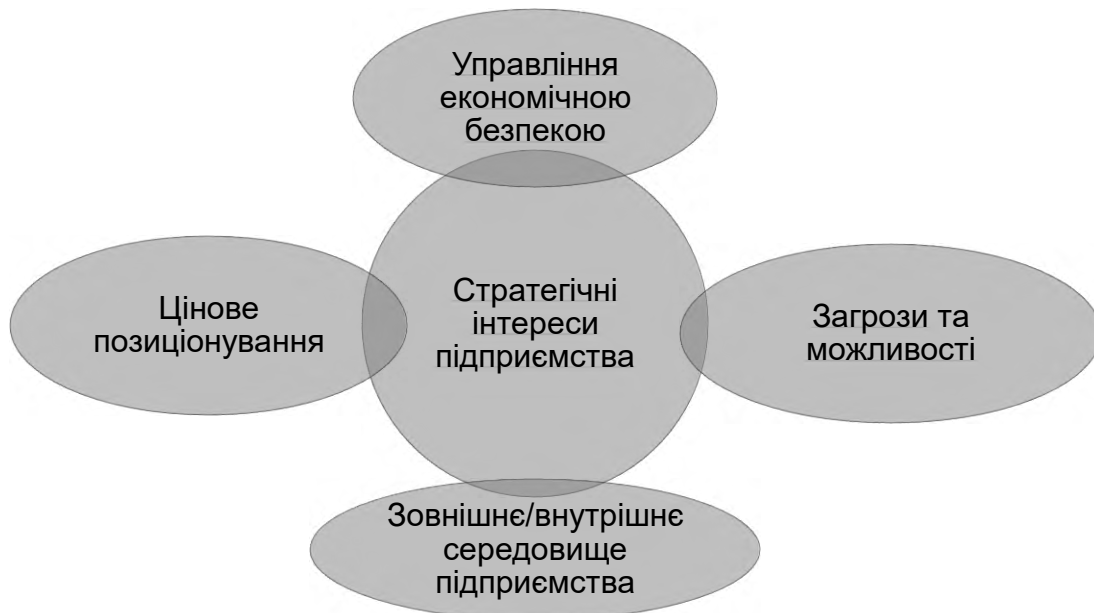 Управління
економічною
безпекою
Цінове
позиціонування
Стратегічні
інтереси
підприємства
Загрози та
можливості
Зовнішнє/внутрішнє
середовище
підприємства